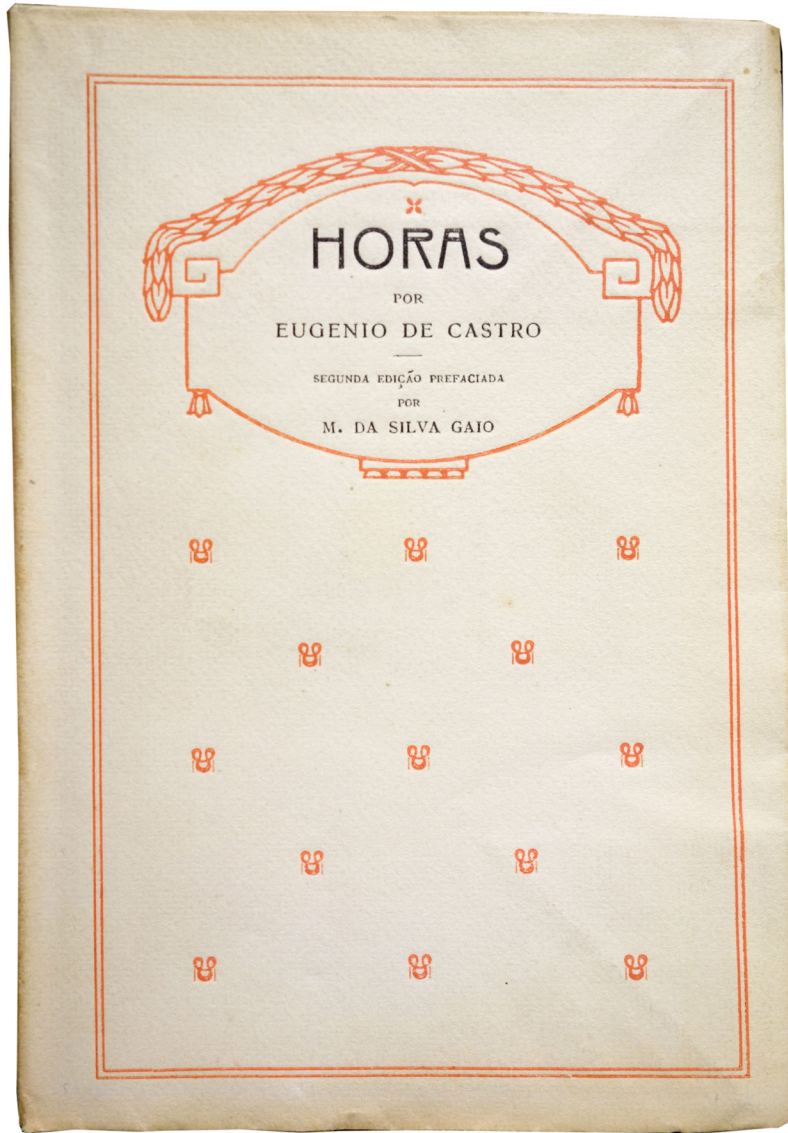 HORAS
POR
EUGENIO DE CASTRO
SEGUNDA EDIÇÃO PREFACIADA
POR
M. DA SILVA GAIO